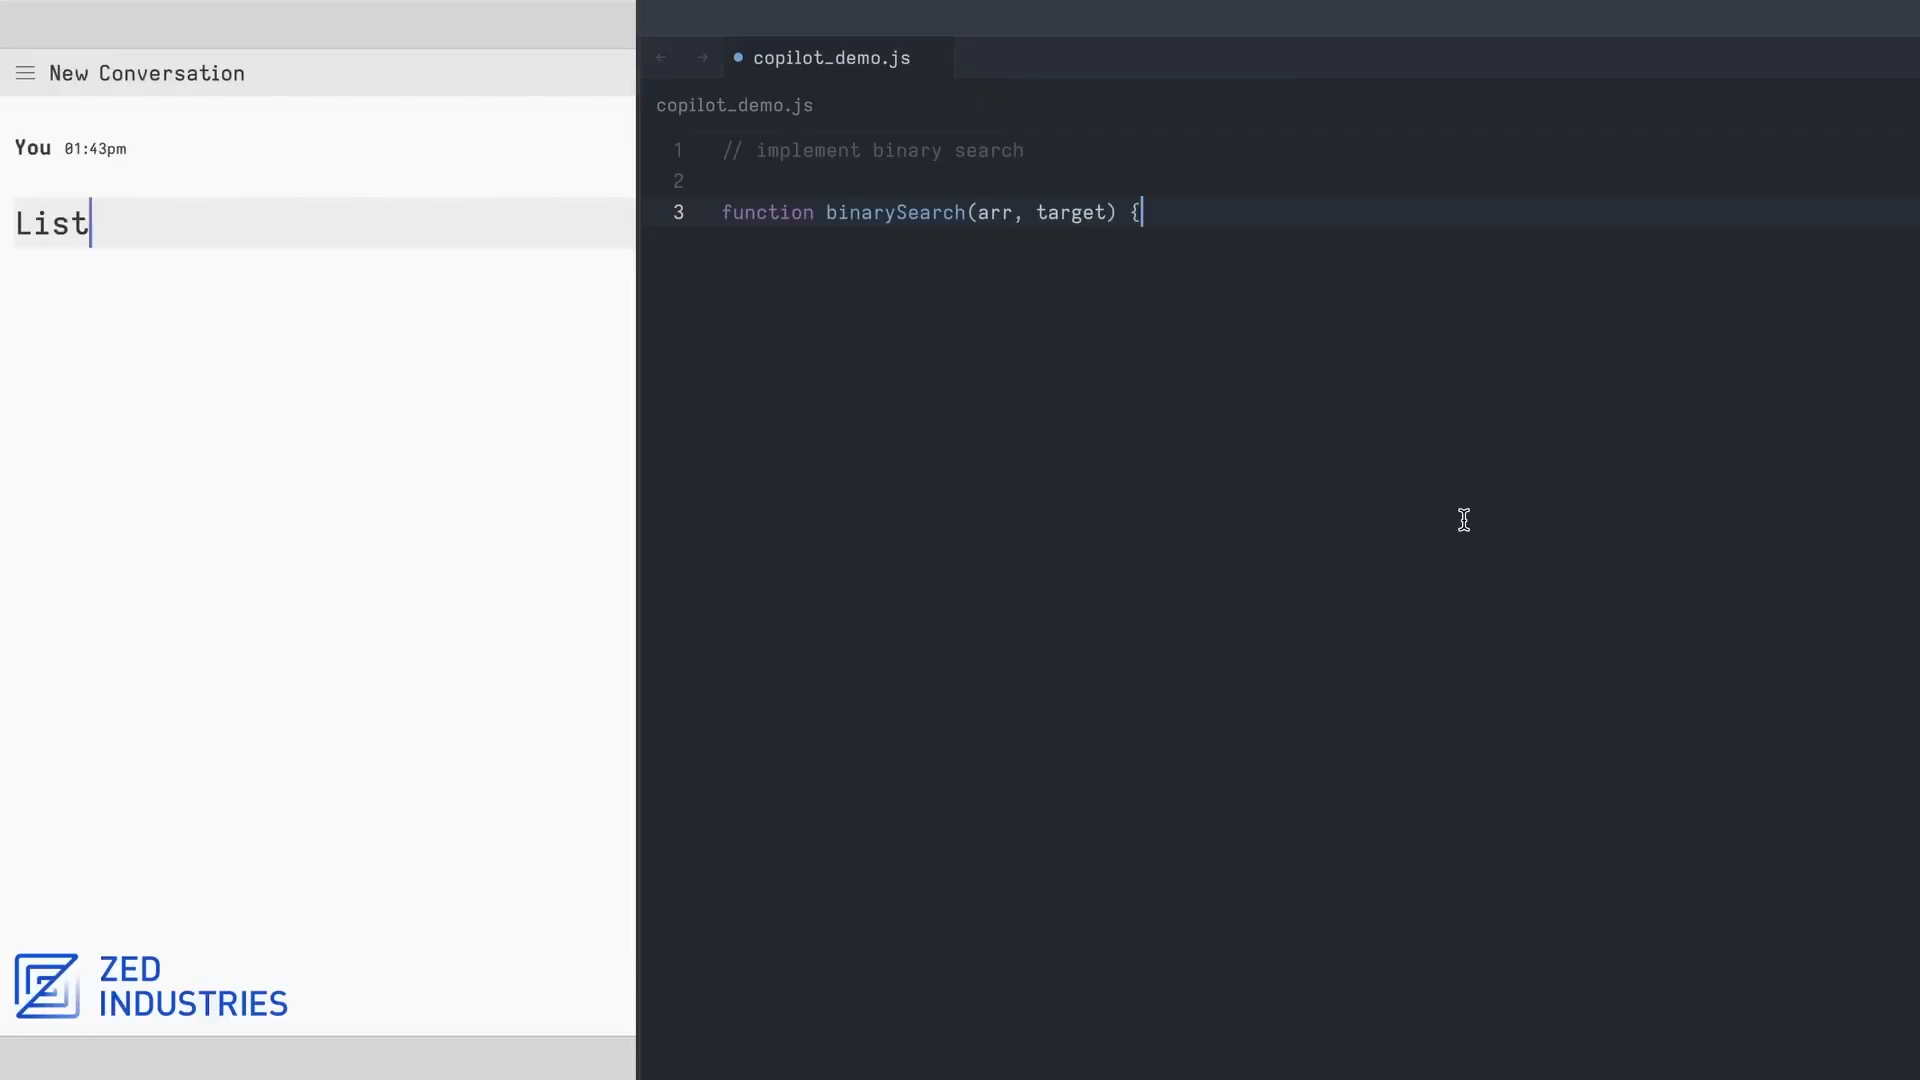 New Conversation
You 01:43pm
List
ZED
INDUSTRIES
copilot_demo.js
copilot_demo.js
1 // implement binary search
2
3 function binarySearch(arr, target) {